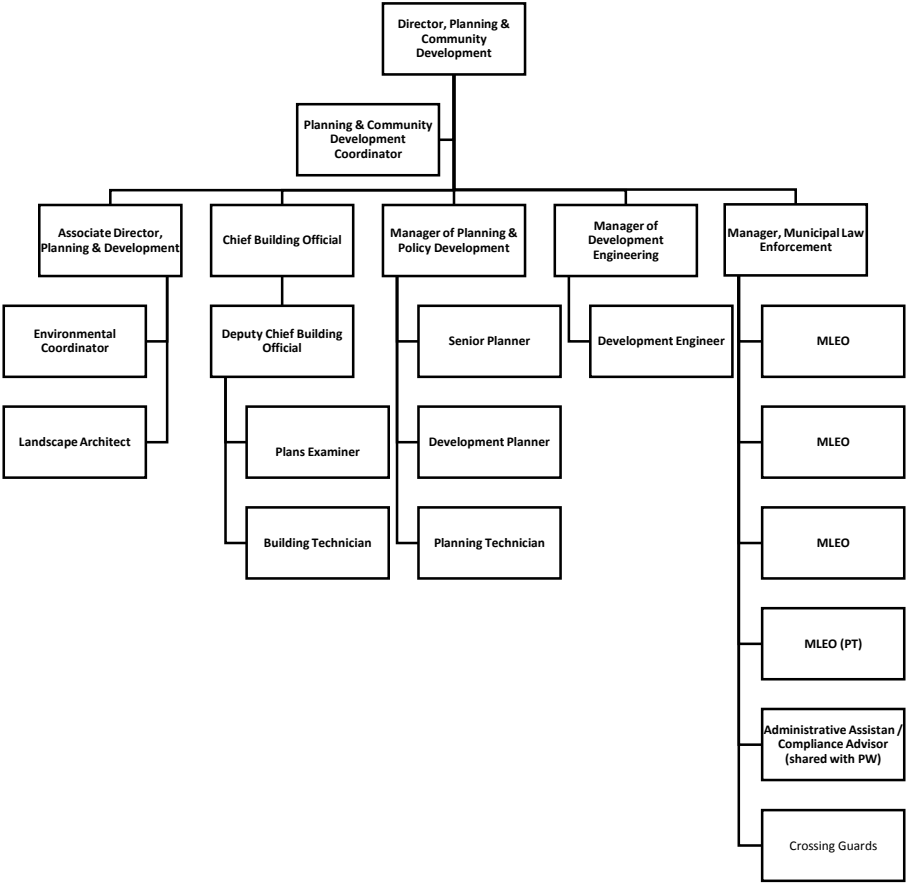 Director, Planning &
Community
Development
Planning & Community
Development
Coordinator
Associate Director,
Planning & Development
Chief Building Official
Manager of Planning &
Policy Development
Manager of
Development
Engineering
Manager, Municipal Law
Enforcement
Environmental
Coordinator
Deputy Chief Building
Official
Senior Planner
Development Engineer
MLEO
Landscape Architect
Plans Examiner
Development Planner
MLEO
Building Technician
Planning Technician
MLEO
MLEO (PT)
Administrative Assistan /
Compliance Advisor
(shared with PW)
Crossing Guards